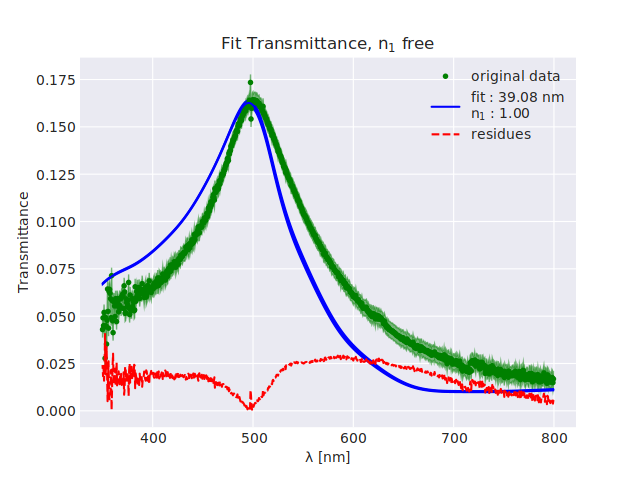 Fit Transmittance, n₁ free
original data
fit : 39.08 nm
n₁ : 1.00
residues
Transmittance
0.175
0.150
0.125
0.100
0.075
0.050
0.025
0.000
400 500 600 700 800
λ [nm]